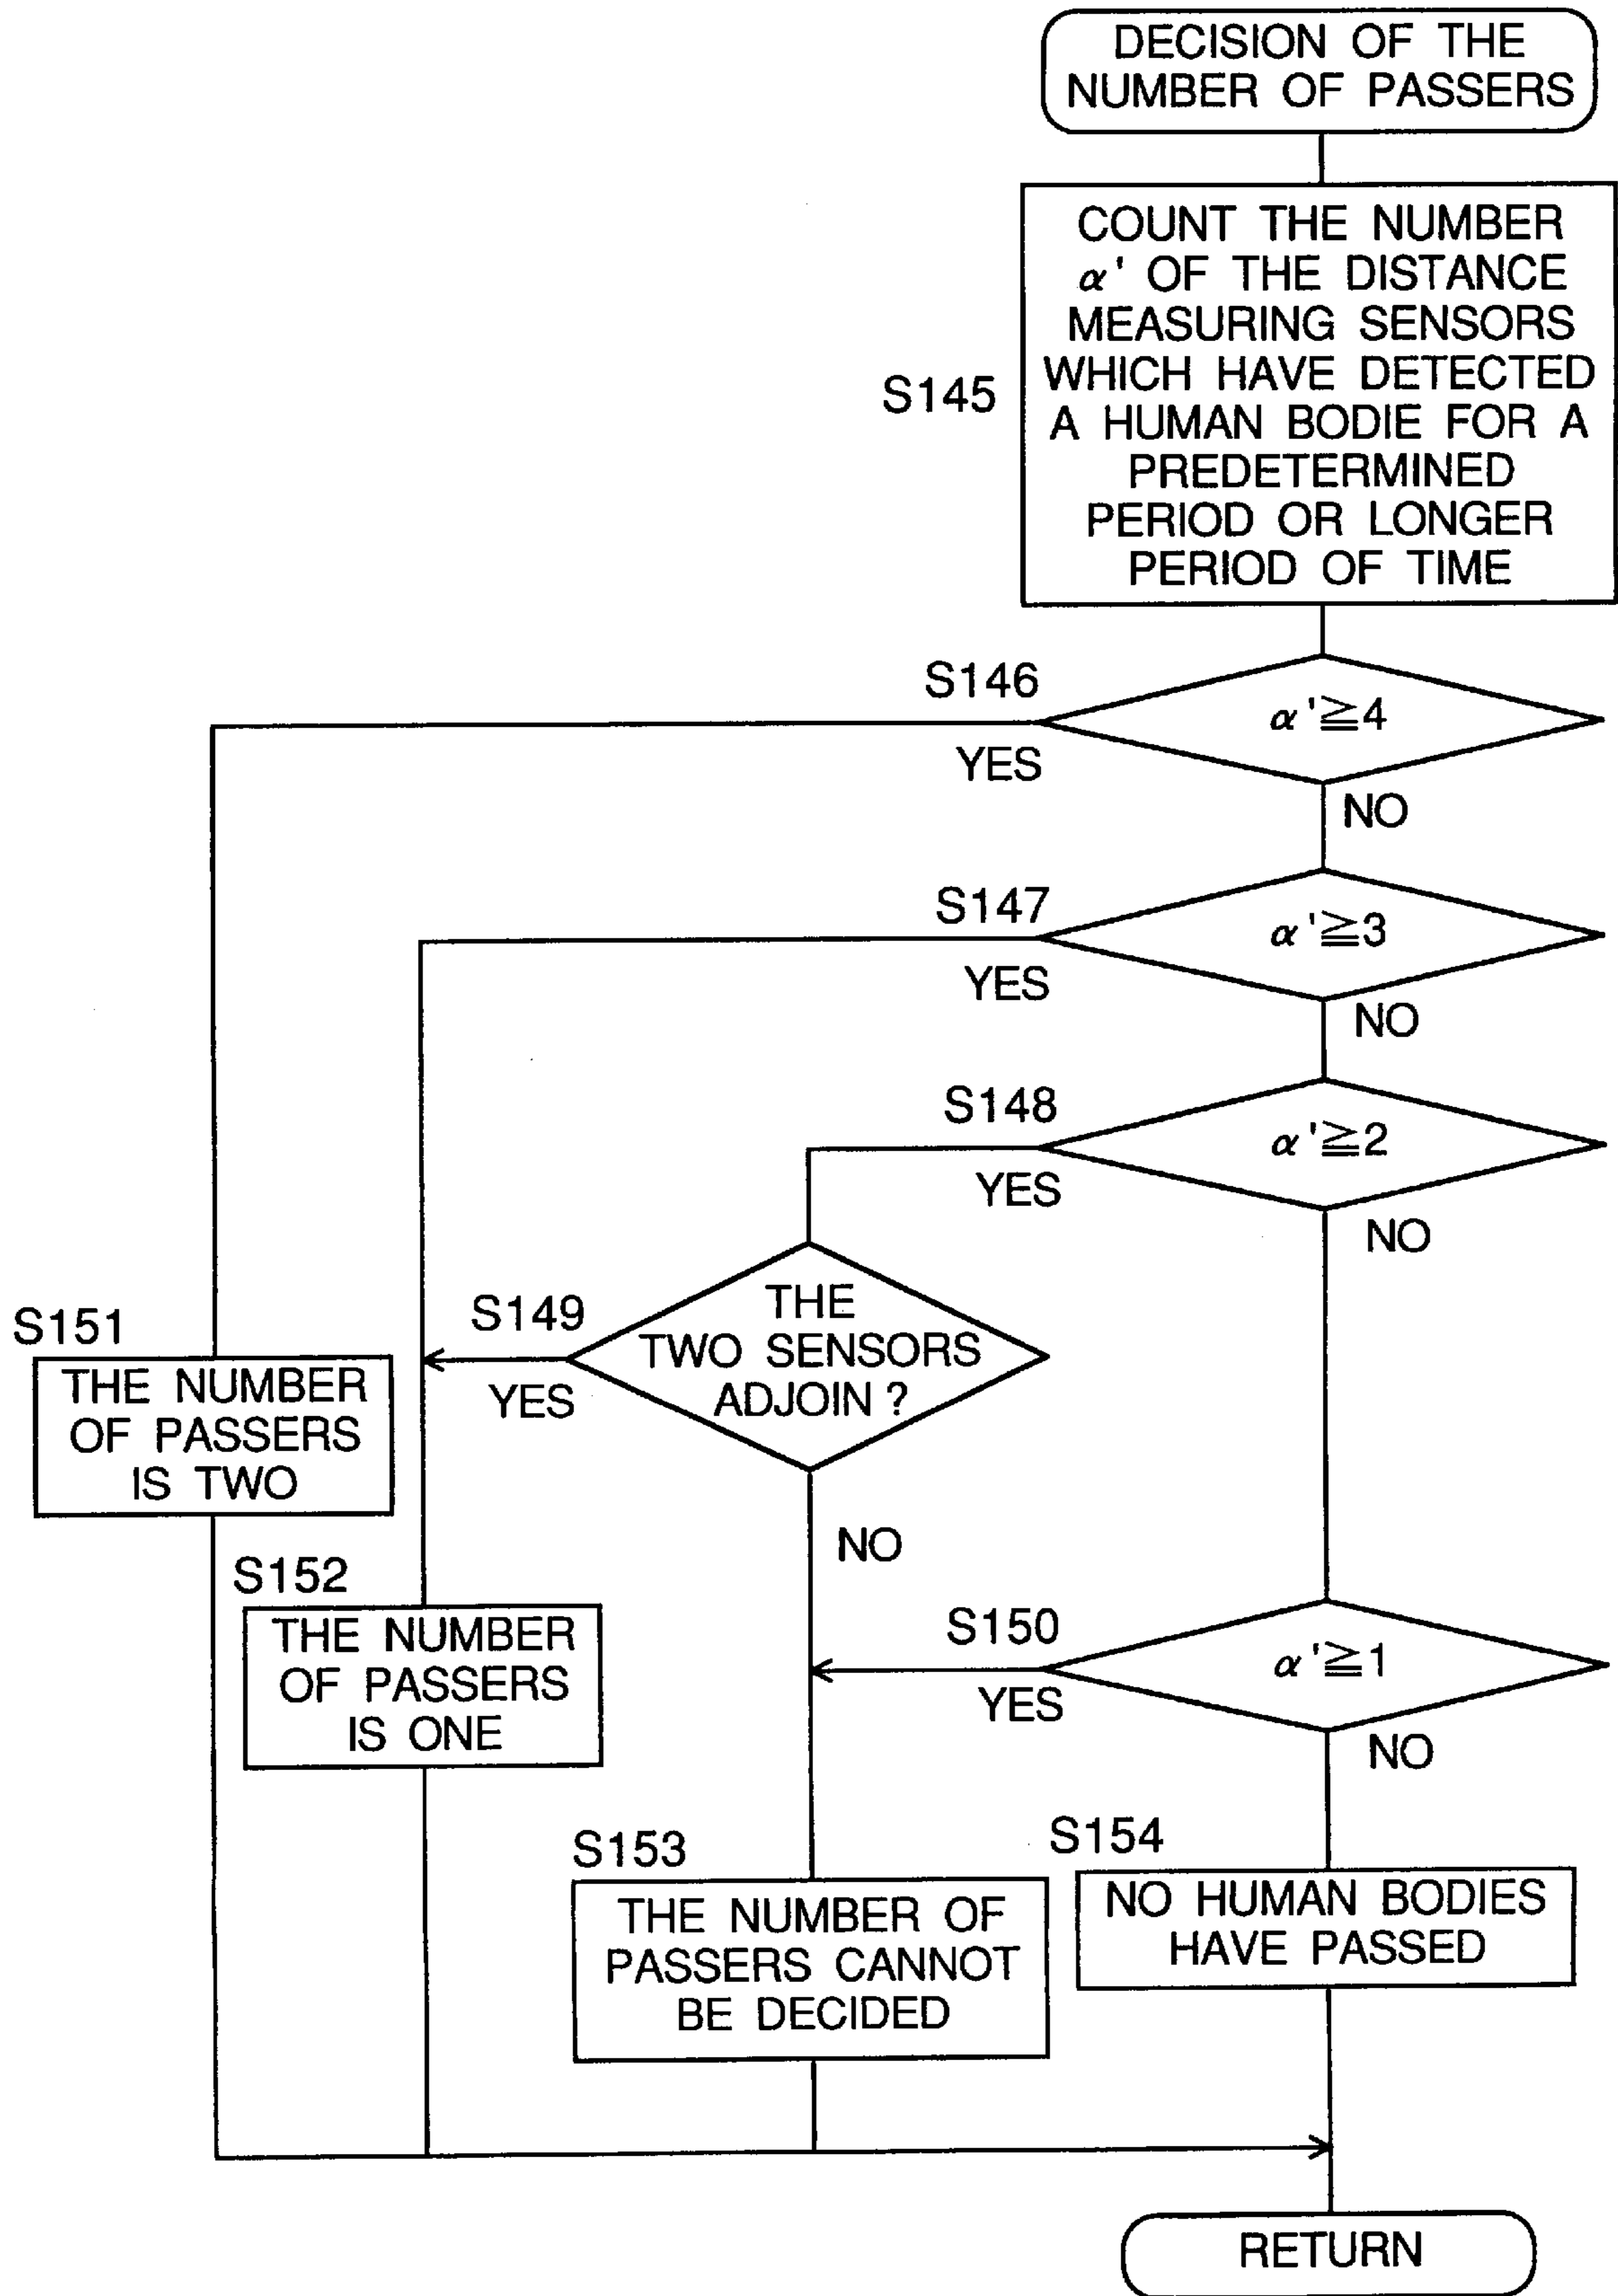 DECISION OF THE
NUMBER OF PASSERS
S145
COUNT THE NUMBER
α' OF THE DISTANCE
MEASURING SENSORS
WHICH HAVE DETECTED
A HUMAN BODIE FOR A
PREDETERMINED
PERIOD OR LONGER
PERIOD OF TIME
S146
α'≧4
YES
NO
S147
α'≧3
YES
NO
S148
α'≧2
YES
NO
S149
THE
TWO SENSORS
ADJOIN ?
YES
NO
S151
THE NUMBER
OF PASSERS
IS TWO
S152
THE NUMBER
OF PASSERS
IS ONE
S150
α'≧1
YES
NO
S153
THE NUMBER OF
PASSERS CANNOT
BE DECIDED
S154
NO HUMAN BODIES
HAVE PASSED
RETURN